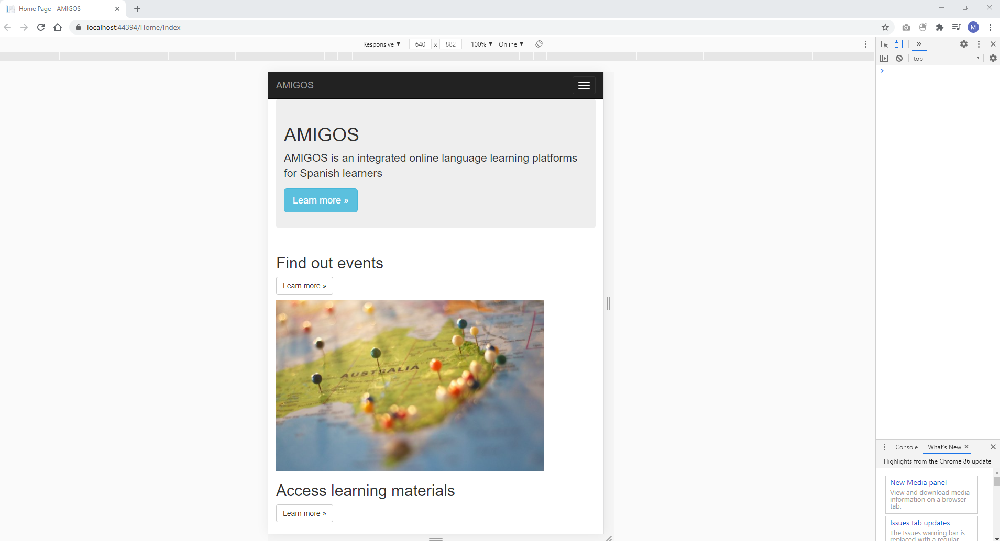 Home Page - AMIGOS
localhost:44394/Home/Index
M
Responsive ▼ 640 x 882 100% ▼ Online ▼
top
AMIGOS
AMIGOS
AMIGOS is an integrated online language learning platforms
for Spanish learners
Learn more »
Find out events
Learn more »
AUSTRALIA
Access learning materials
Learn more »
Console What's New
Highlights from the Chrome 86 update
New Media panel
View and download media
information on a browser
tab.
Issues tab updates
The Issues warning bar is
replaced with a regular